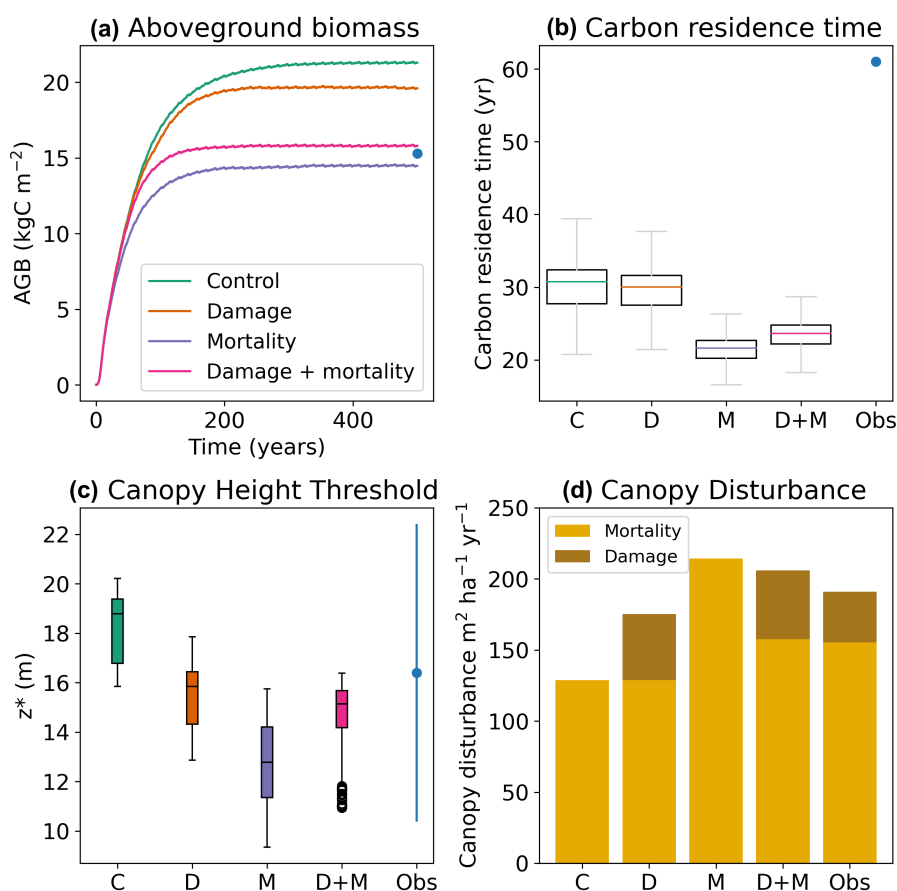 (a) Aboveground biomass
AGB (kgC m⁻²)
20
15
10
5
0
Control
Damage
Mortality
Damage + mortality
0 200 400
Time (years)
(b) Carbon residence time
Carbon residence time (yr)
60
50
40
30
20
C D M D+M Obs
(c) Canopy Height Threshold
z* (m)
22
20
18
16
14
12
10
C D M D+M Obs
(d) Canopy Disturbance
Canopy disturbance m² ha⁻¹ yr⁻¹
250
200
150
100
50
0
Mortality
Damage
C D M D+M Obs